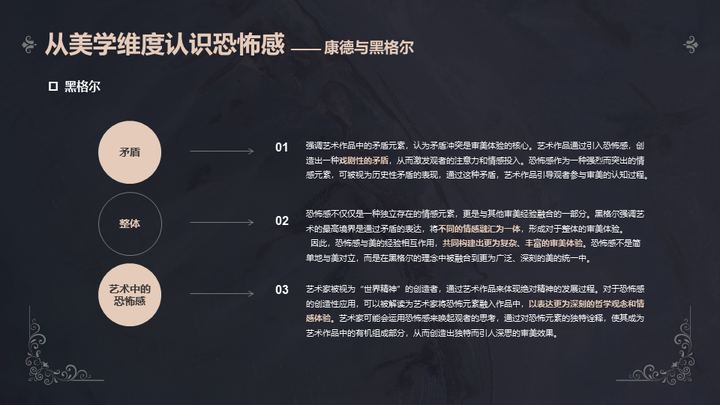 从美学维度认识恐怖感 —— 康德与黑格尔
黑格尔
矛盾
01
强调艺术作品中的矛盾元素，认为矛盾冲突是审美体验的核心。艺术作品通过引入恐怖感，创
造出一种戏剧性的矛盾，从而激发观者的注意力和情感投入。恐怖感作为一种强烈而突出的情
感元素，可被视为历史性矛盾的表现，通过这种矛盾，艺术作品引导观者参与审美的认知过程。
整体
02
恐怖感不仅仅是一种独立存在的情感元素，更是与其他审美经验融合的一部分。黑格尔强调艺
术的最高境界是通过矛盾的表达，将不同的情感融汇为一体，形成对于整体的审美体验。
因此，恐怖感与美的经验相互作用，共同构建出更为复杂、丰富的审美体验。恐怖感不是简
单地与美对立，而是在黑格尔的理念中被融合到更为广泛、深刻的美的统一中。
艺术中的
恐怖感
03
艺术家被视为“世界精神”的创造者，通过艺术作品来体现绝对精神的发展过程。对于恐怖感
的创造性应用，可以被解读为艺术家将恐怖元素融入作品中，以表达更为深刻的哲学观念和情
感体验。艺术家可能会运用恐怖感来唤起观者的思考，通过对恐怖元素的独特诠释，使其成为
艺术作品中的有机组成部分，从而创造出独特而引人深思的审美效果。